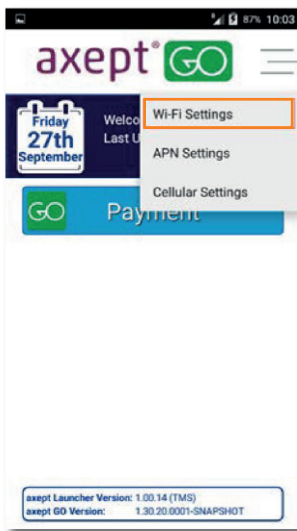 87% 10:03
axept® GO
Friday
27th
September
Welco
Last U
Wi-Fi Settings
APN Settings
Cellular Settings
GO Payment
axept Launcher Version: 1.00.14 (TMS)
axept GO Version: 1.30.20.0001-SNAPSHOT